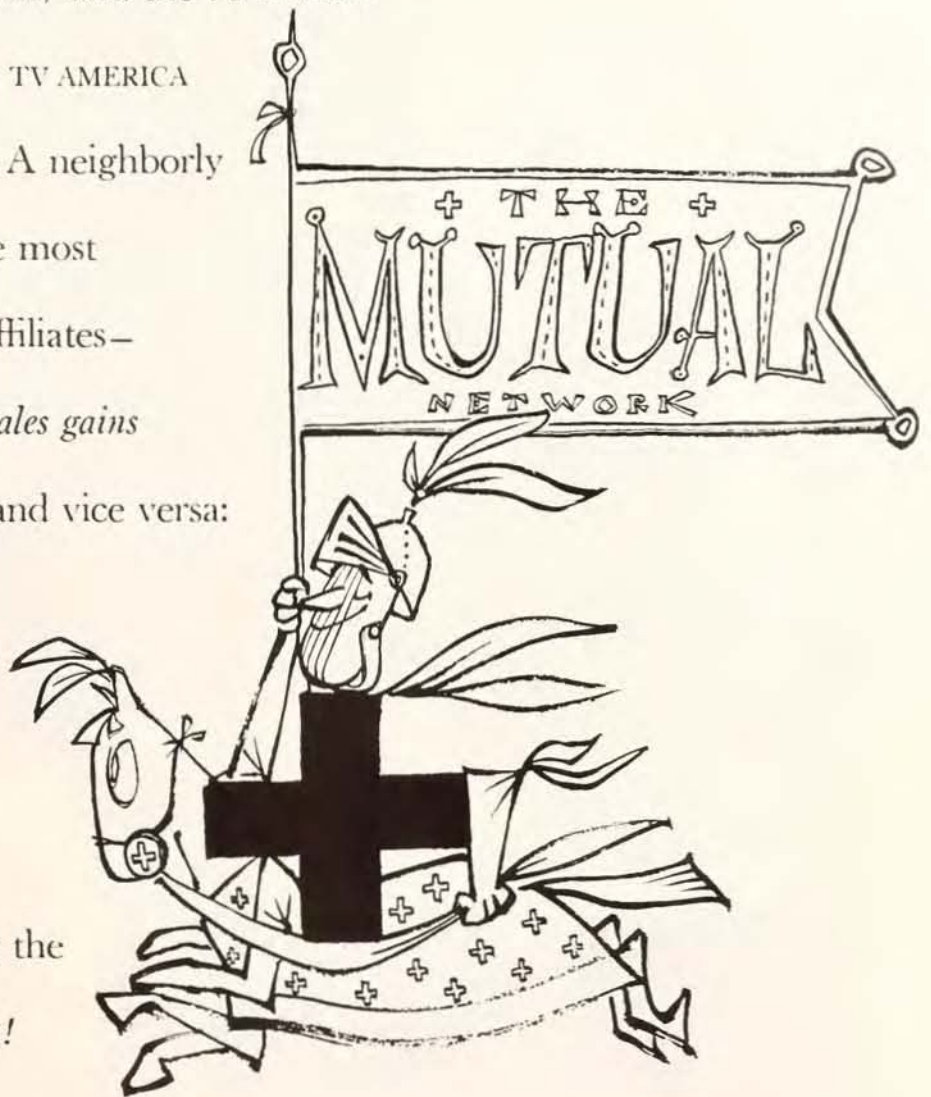 TV AMERICA
A neighborly
most
ffiliates–
ales gains
and vice versa:
the
!
+ THE +
MUTUAL
NETWORK